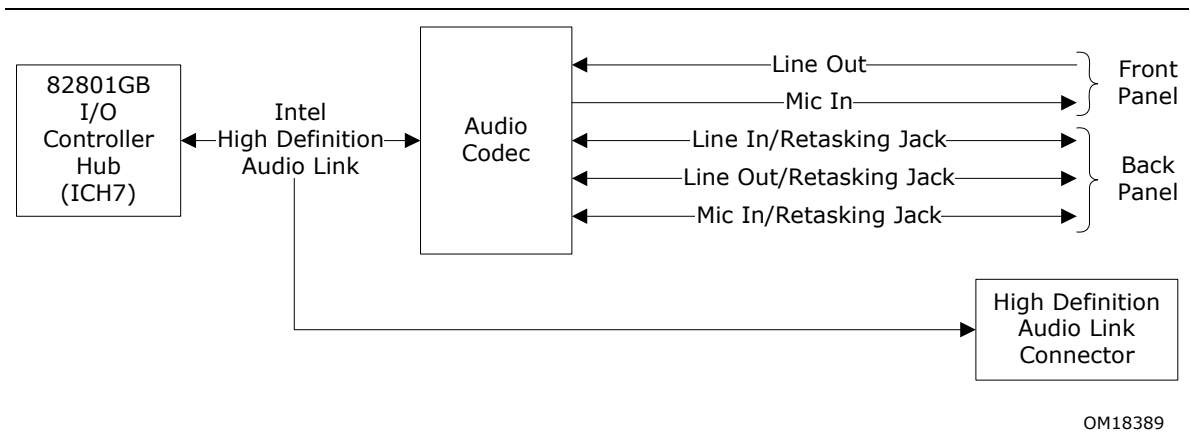 82801GB
I/O
Controller
Hub
(ICH7)
Intel
High Definition
Audio Link
Audio
Codec
Line Out
Mic In
Line In/Retasking Jack
Line Out/Retasking Jack
Mic In/Retasking Jack
Front
Panel
Back
Panel
High Definition
Audio Link
Connector
OM18389